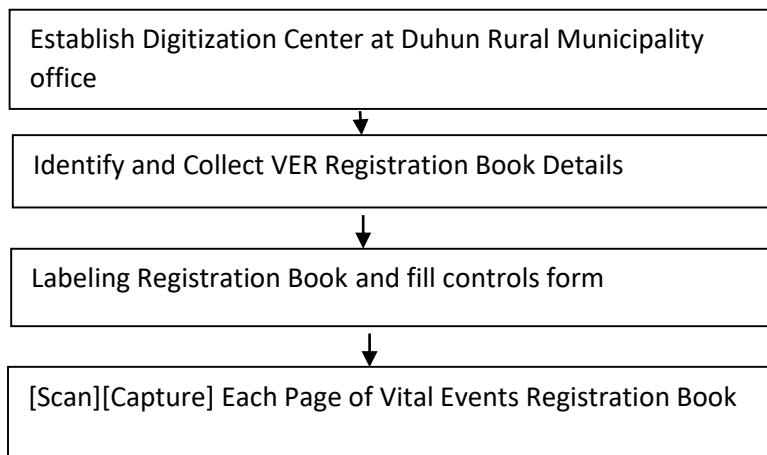 Establish Digitization Center at Duhun Rural Municipality
office
Identify and Collect VER Registration Book Details
Labeling Registration Book and fill controls form
[Scan][Capture] Each Page of Vital Events Registration Book